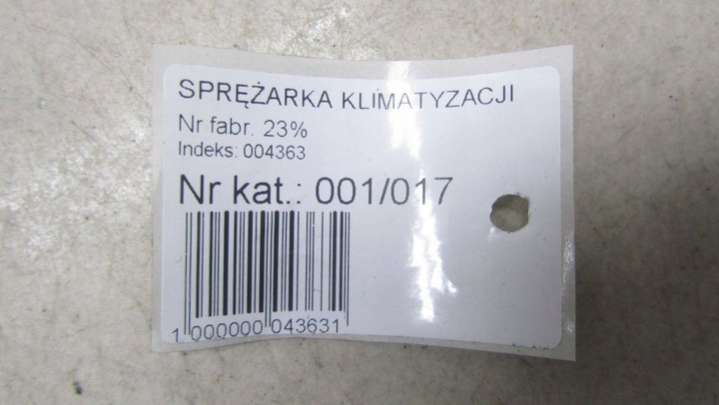 SPRĘŻARKA KLIMATYZACJI
Nr fabr. 23%
Indeks: 004363
Nr kat.: 001/017
1 000000 043631